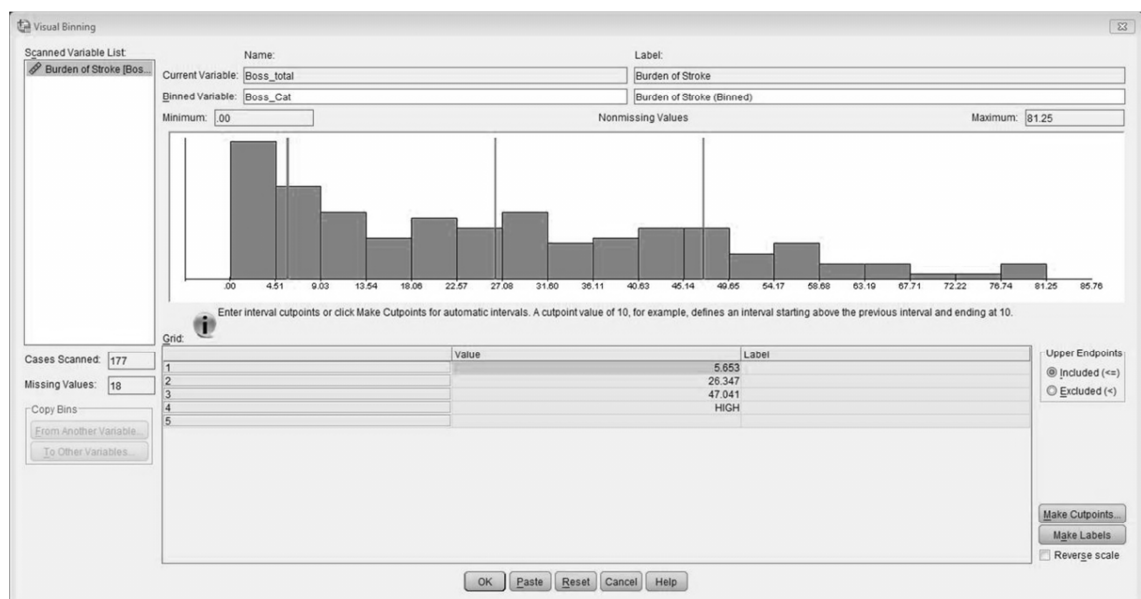 Visual Binning
Scanned Variable List:
Burden of Stroke [Bos...
Name:
Label:
Current Variable: Boss_total
Burden of Stroke
Binned Variable: Boss_Cat
Burden of Stroke (Binned)
Minimum: .00
Nonmissing Values
Maximum: 81.25
.00 4.51 9.03 13.54 18.06 22.57 27.08 31.60 36.11 40.63 45.14 49.65 54.17 58.68 63.19 67.71 72.22 76.74 81.25 85.76
i Enter interval cutpoints or click Make Cutpoints for automatic intervals. A cutpoint value of 10, for example, defines an interval starting above the previous interval and ending at 10.
Grid:
Value Label
1 5.653
2 26.347
3 47.041
4 HIGH
5
Cases Scanned: 177
Missing Values: 18
Copy Bins
From Another Variable...
To Other Variables...
Upper Endpoints
Included (<=)
Excluded (<)
Make Cutpoints...
Make Labels
Reverse scale
OK Paste Reset Cancel Help